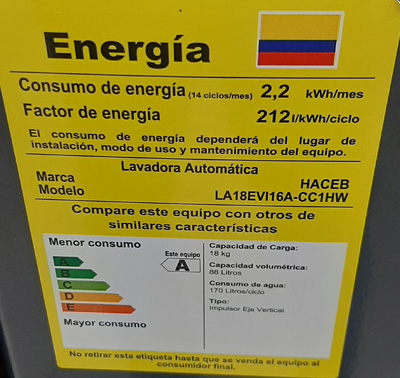 Energía
Consumo de energía (14 ciclos/mes) 2,2 kWh/mes
Factor de energía 212 l/kWh/ciclo
El consumo de energía dependerá del lugar de
instalación, modo de uso y mantenimiento del equipo.
Lavadora Automática
Marca HACEB
Modelo LA18EVI16A-CC1HW
Compare este equipo con otros de
similares características
Menor consumo
Este equipo
A
A
B
C
D
E
Mayor consumo
Capacidad de Carga:
18 kg
Capacidad volumétrica:
88 Litros
Consumo de agua:
170 Litros/ciclo
Tipo:
Impulsor Eje Vertical
No retirar esta etiqueta hasta que se venda el equipo al
consumidor final.